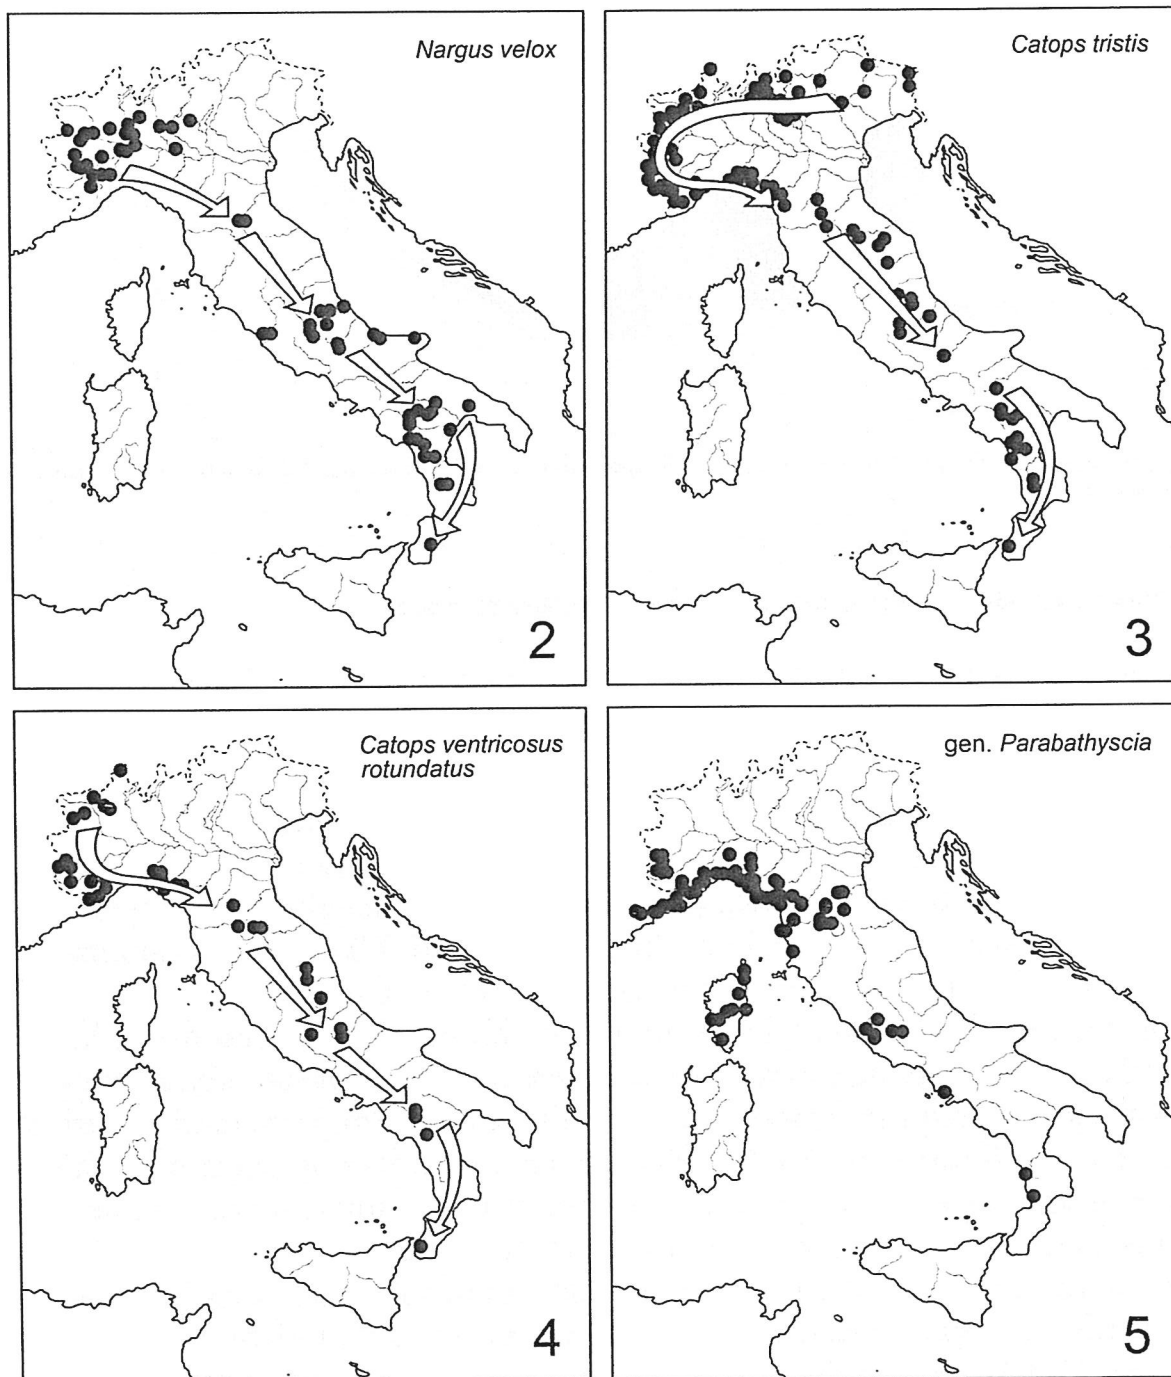 Nargus velox
2
Catops tristis
3
Catops ventricosus
rotundatus
4
gen. Parabathyscia
5